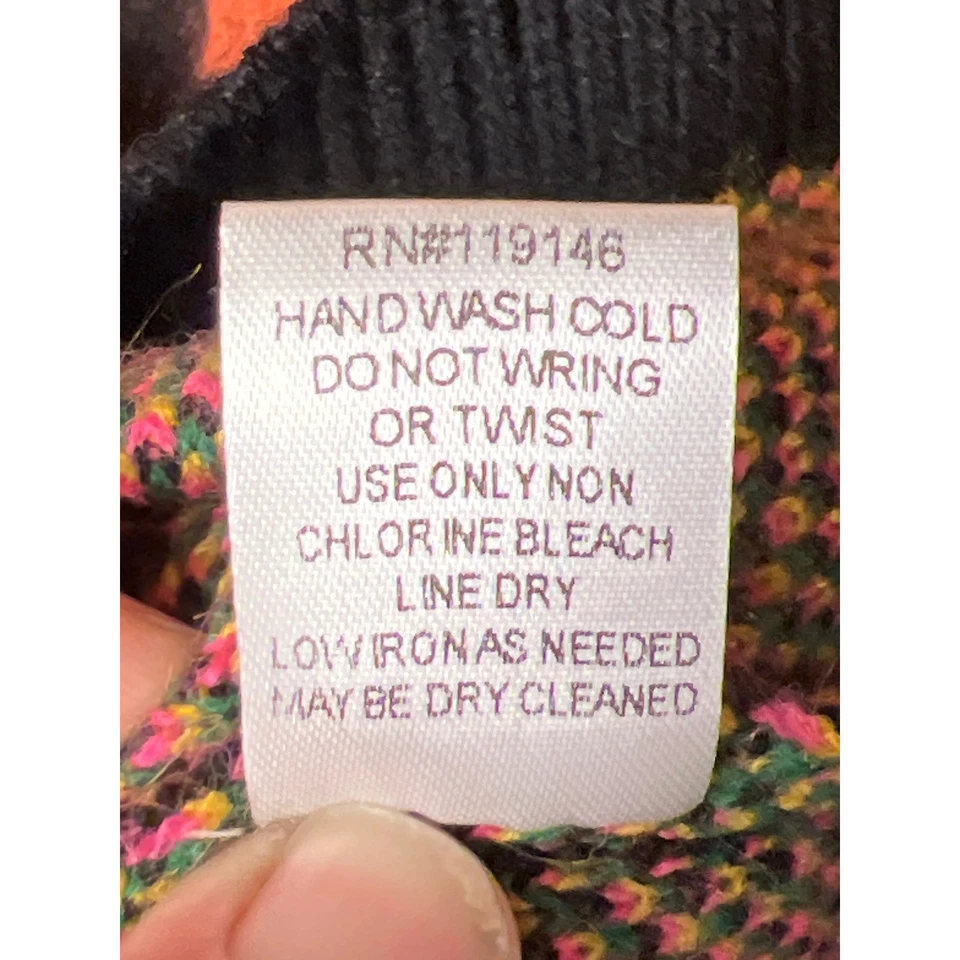 RN#119146
HAND WASH COLD
DO NOT WRING
OR TWIST
USE ONLY NON
CHLORINE BLEACH
LINE DRY
LOW IRON AS NEEDED
MAY BE DRY CLEANED